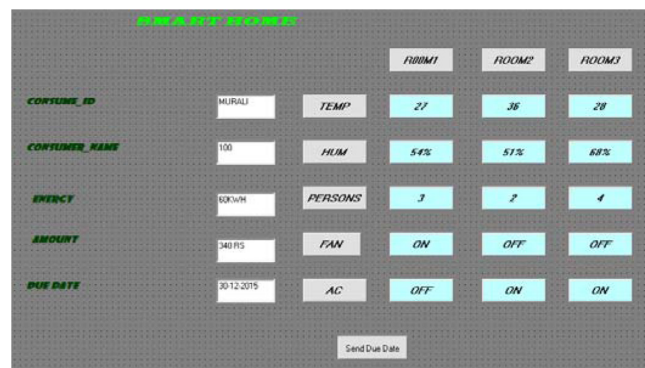 SMART HOME
ROOM1 ROOM2 ROOM3
CONSUME_ID MURALI TEMP 27 36 28
CONSUMER_NAME 100 HUM 54% 51% 68%
ENERGY 60KWH PERSONS 3 2 4
AMOUNT 340 RS FAN ON OFF OFF
DUE DATE 30-12-2015 AC OFF ON ON
Send Due Date